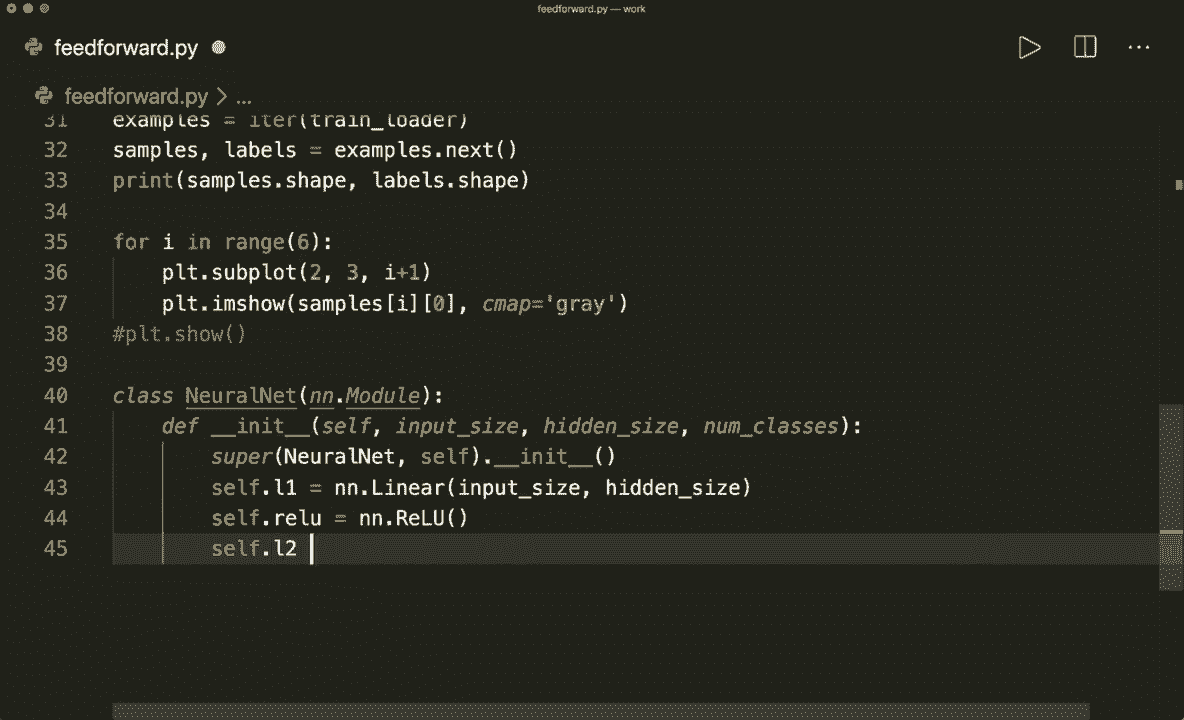 feedforward.py — work
feedforward.py
feedforward.py > ...
31 examples = iter(train_loader)
32 samples, labels = examples.next()
33 print(samples.shape, labels.shape)
34
35 for i in range(6):
36     plt.subplot(2, 3, i+1)
37     plt.imshow(samples[i][0], cmap='gray')
38 #plt.show()
39
40 class NeuralNet(nn.Module):
41     def __init__(self, input_size, hidden_size, num_classes):
42         super(NeuralNet, self).__init__()
43         self.l1 = nn.Linear(input_size, hidden_size)
44         self.relu = nn.ReLU()
45         self.l2